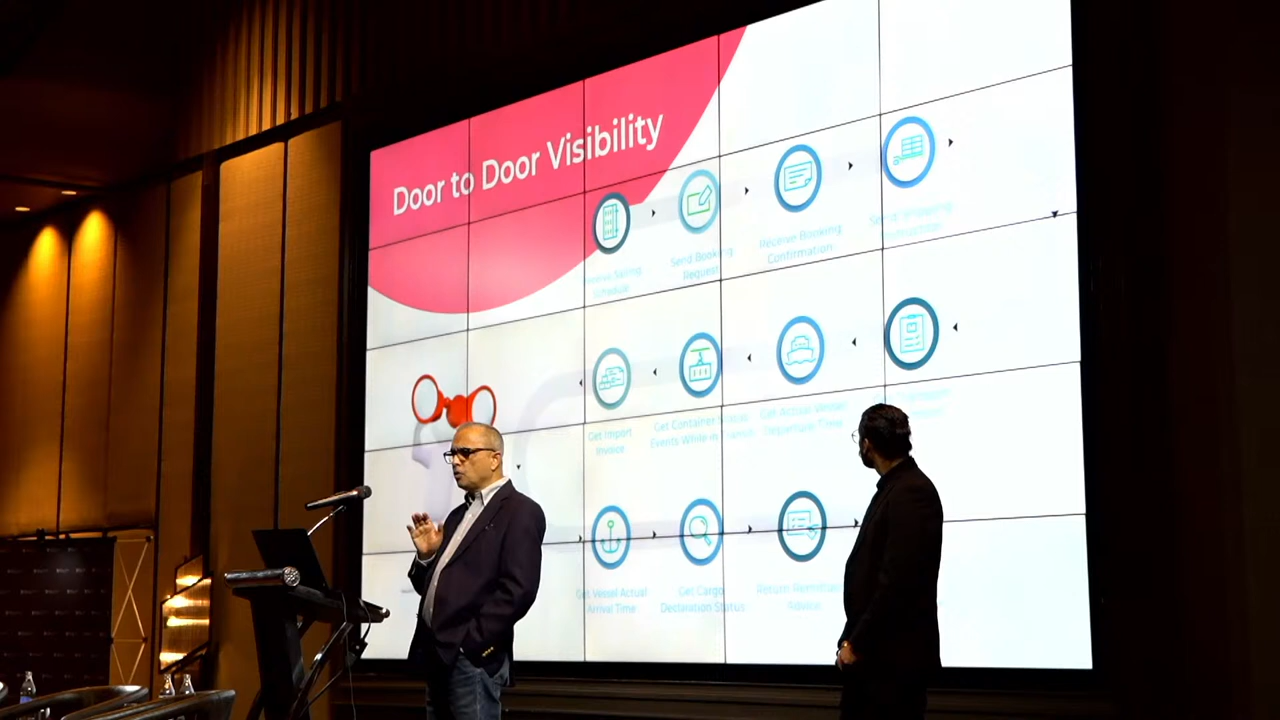 Door to Door Visibility
Schedule
Send Booking
Request
Receive Booking
Confirmation
Get Import
Invoice
Get Container Status
Events While in Transit
Get Actual Vessel
Departure Time
Get Vessel Actual
Arrival Time
Get Cargo
Declaration Status
Return Remittance
Advice